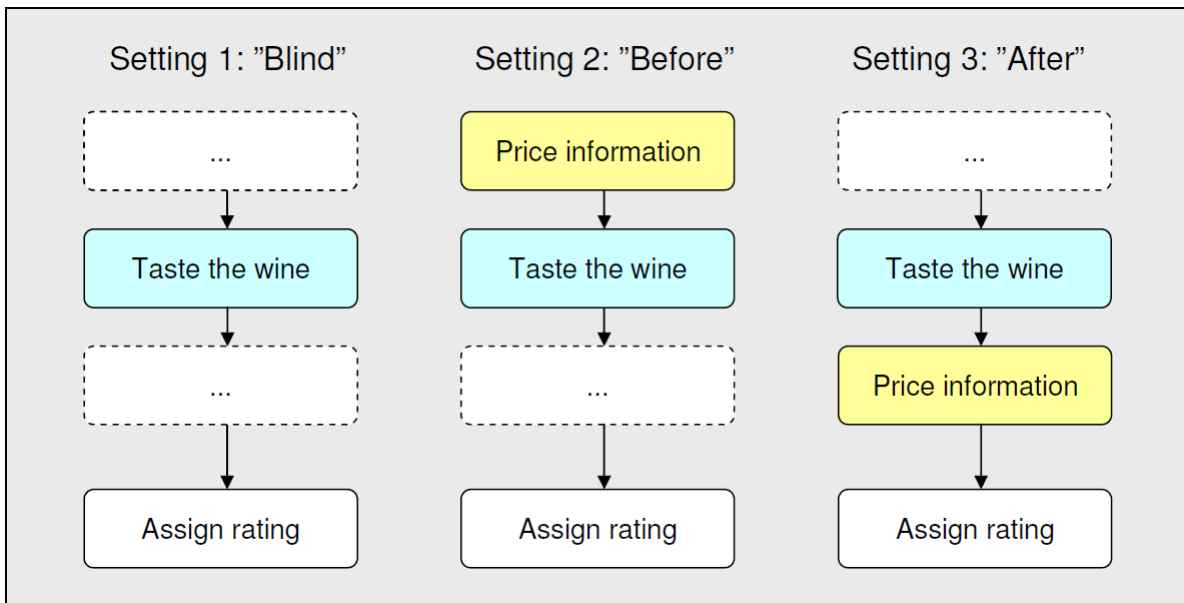 Setting 1: ”Blind”
Setting 2: ”Before”
Setting 3: ”After”
...
Price information
...
Taste the wine
Taste the wine
Taste the wine
...
...
Price information
Assign rating
Assign rating
Assign rating